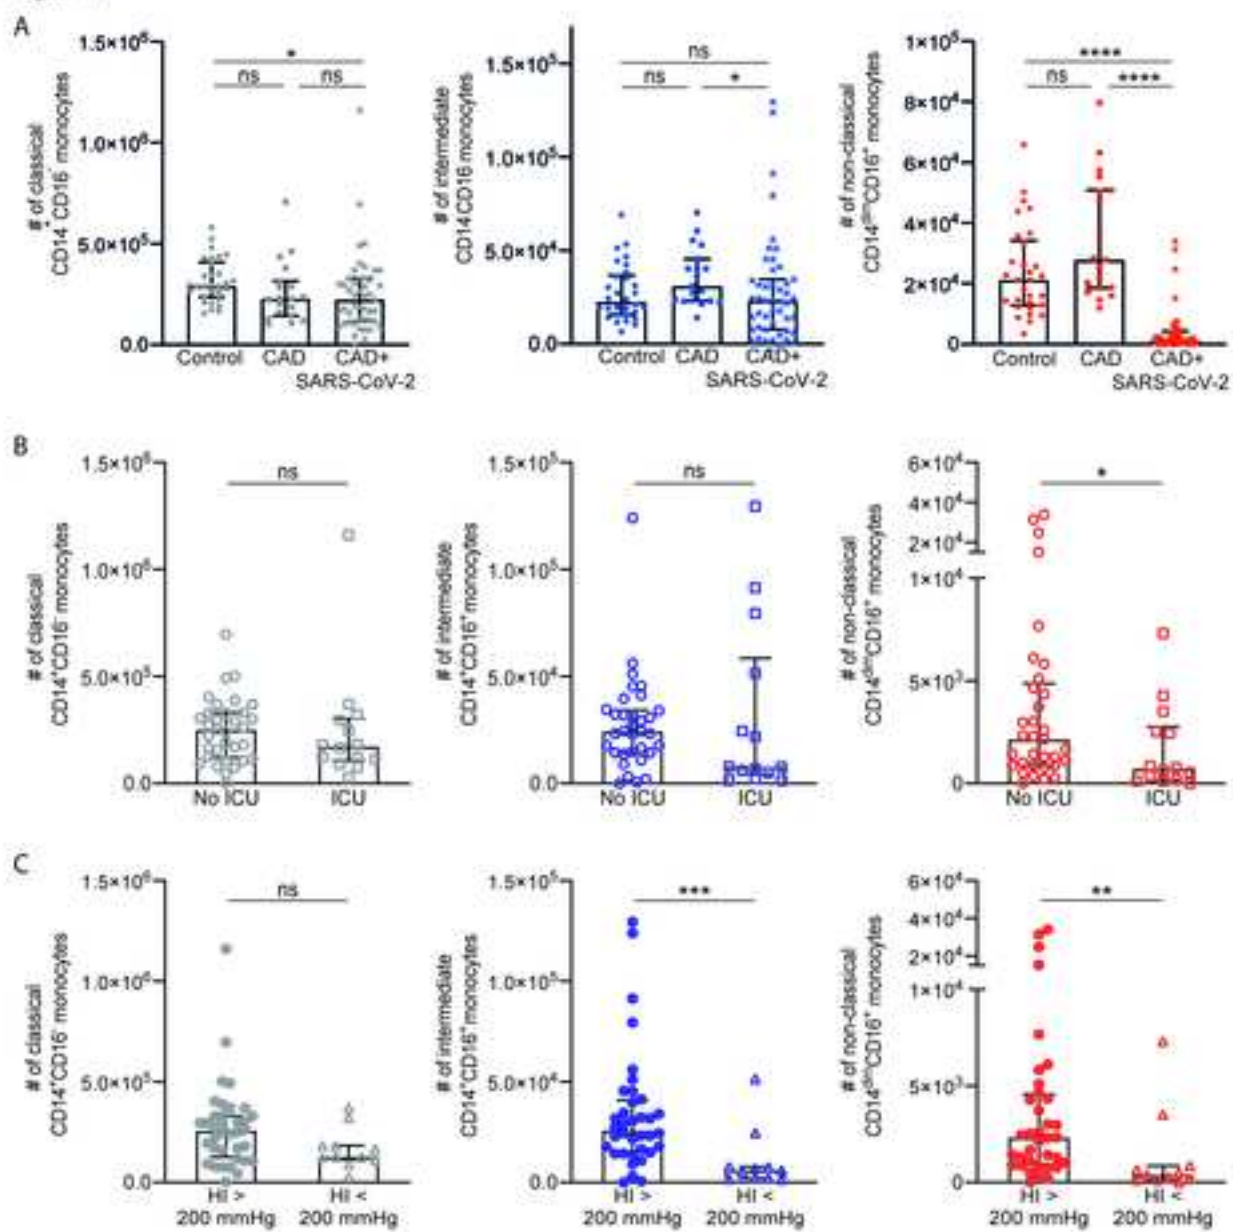 A
# of classical
CD14⁺CD16⁻ monocytes
1.5×10⁶
1.0×10⁶
5.0×10⁵
0.0
*
ns
ns
Control
CAD
CAD+
SARS-CoV-2
# of intermediate
CD14 CD16 monocytes
1.5×10⁵
1.0×10⁵
5.0×10⁴
0.0
ns
ns
*
Control
CAD
CAD+
SARS-CoV-2
# of non-classical
CD14ᵈⁱᵐCD16⁺ monocytes
1×10⁵
8×10⁴
6×10⁴
4×10⁴
2×10⁴
0
****
ns
****
Control
CAD
CAD+
SARS-CoV-2
B
# of classical
CD14⁺CD16⁻ monocytes
1.5×10⁶
1.0×10⁶
5.0×10⁵
0.0
ns
No ICU
ICU
# of intermediate
CD14⁺CD16⁺ monocytes
1.5×10⁵
1.0×10⁵
5.0×10⁴
0.0
ns
No ICU
ICU
# of non-classical
CD14ᵈⁱᵐCD16⁺ monocytes
6×10⁴
4×10⁴
2×10⁴
1×10⁴
5×10³
0
*
No ICU
ICU
C
# of classical
CD14⁺CD16⁻ monocytes
1.5×10⁶
1.0×10⁶
5.0×10⁵
0.0
ns
HI >
200 mmHg
HI <
200 mmHg
# of intermediate
CD14⁺CD16⁺ monocytes
1.5×10⁵
1.0×10⁵
5.0×10⁴
0.0
***
HI >
200 mmHg
HI <
200 mmHg
# of non-classical
CD14ᵈⁱᵐCD16⁺ monocytes
6×10⁴
4×10⁴
2×10⁴
1×10⁴
5×10³
0
**
HI >
200 mmHg
HI <
200 mmHg